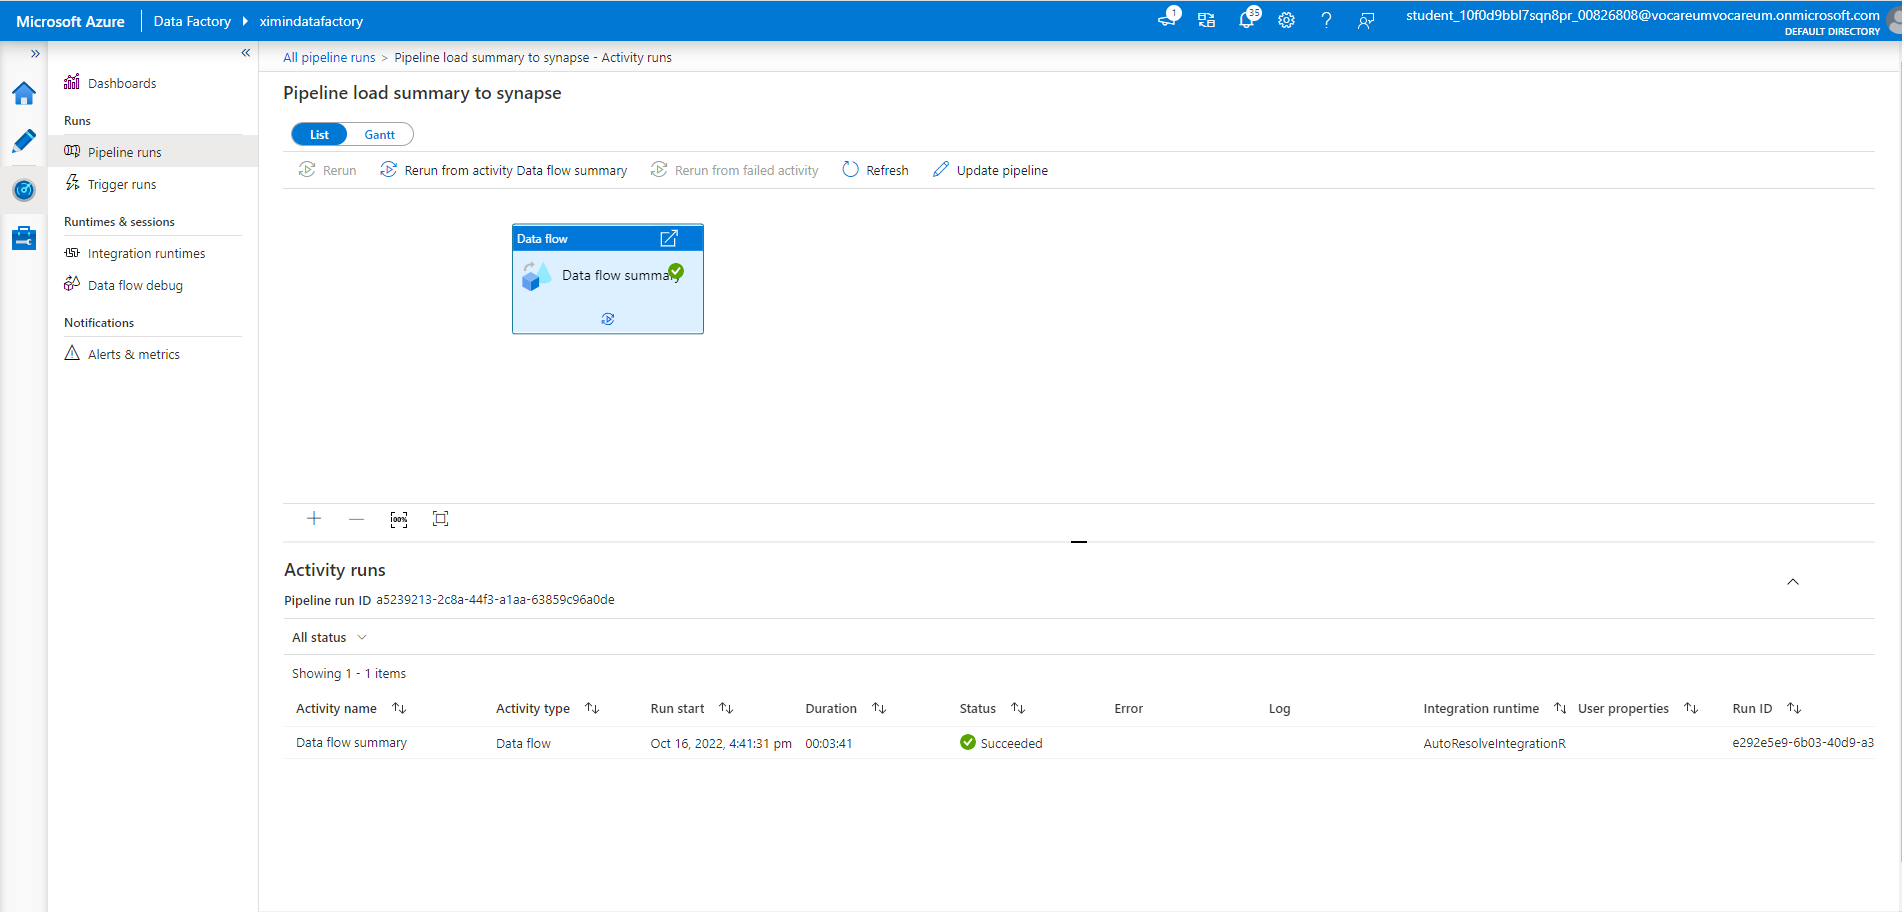 Microsoft Azure Data Factory ximindatafactory 1 35 student_10f0d9bbl7sqn8pr_00826808@vocareumvocareum.onmicrosoft.com
DEFAULT DIRECTORY
Dashboards
Runs
Pipeline runs
Trigger runs
Runtimes & sessions
Integration runtimes
Data flow debug
Notifications
Alerts & metrics
All pipeline runs > Pipeline load summary to synapse - Activity runs
Pipeline load summary to synapse
List Gantt
Rerun Rerun from activity Data flow summary Rerun from failed activity Refresh Update pipeline
Data flow
Data flow summary
100%
Activity runs
Pipeline run ID a5239213-2c8a-44f3-a1aa-63859c96a0de
All status
Showing 1 - 1 items
Activity name Activity type Run start Duration Status Error Log Integration runtime User properties Run ID
Data flow summary Data flow Oct 16, 2022, 4:41:31 pm 00:03:41 Succeeded AutoResolveIntegrationR e292e5e9-6b03-40d9-a3